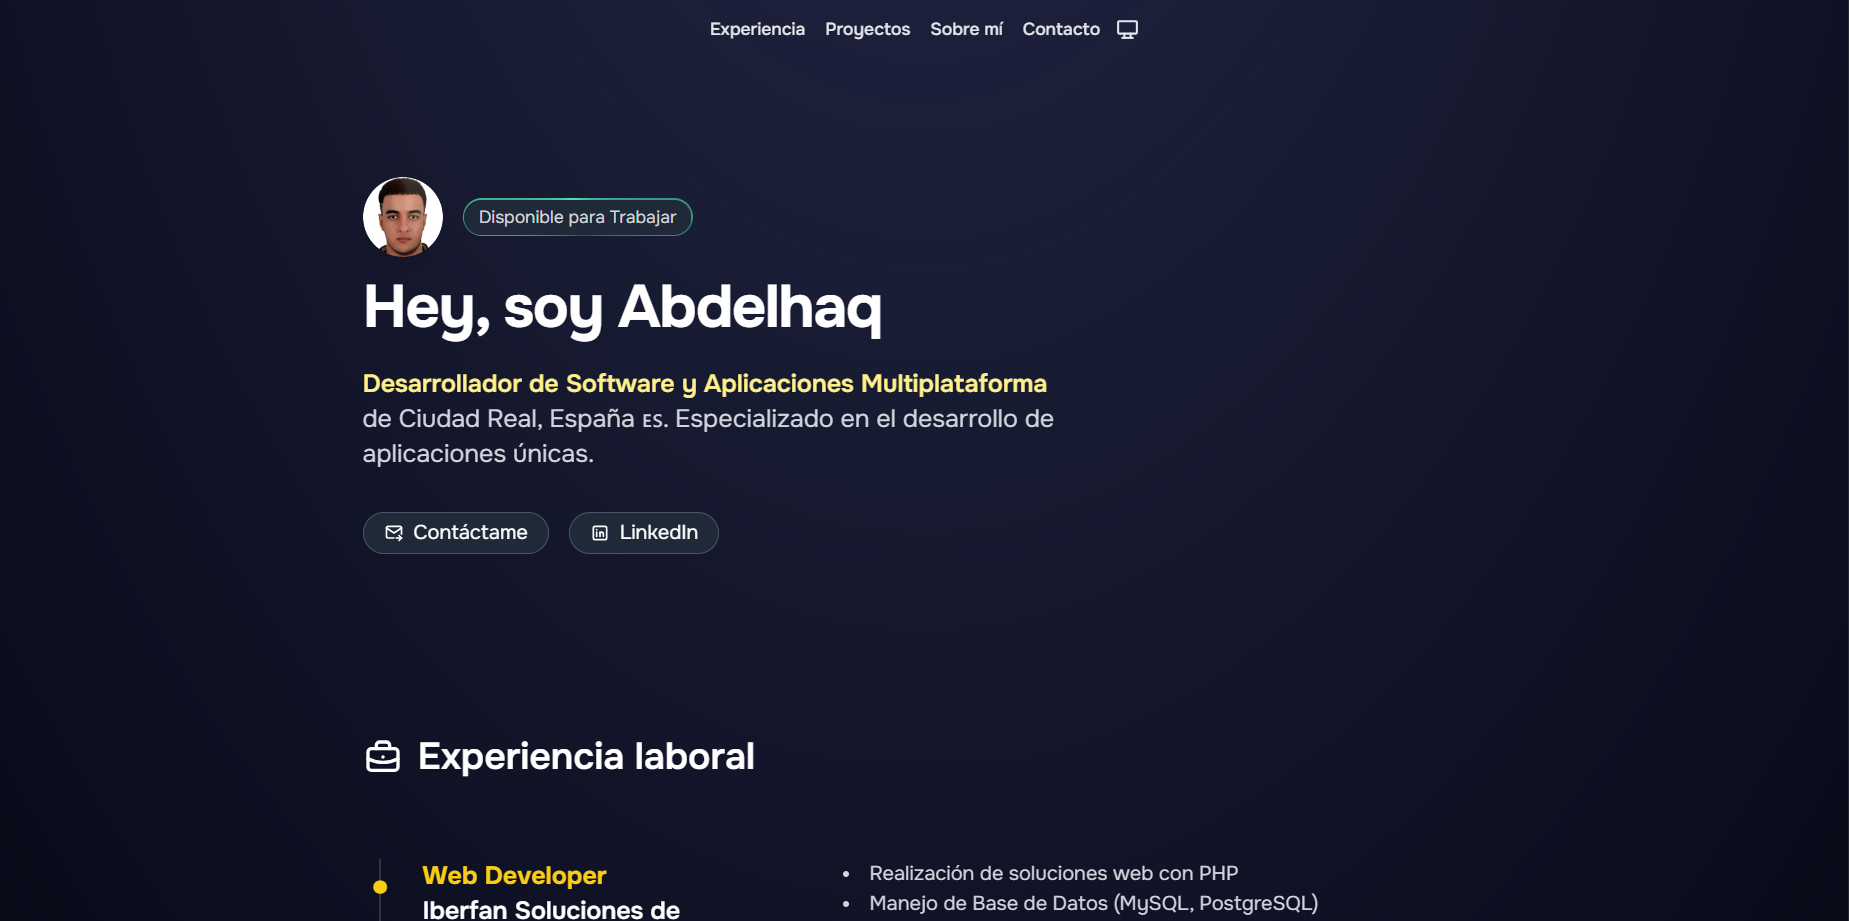 Experiencia Proyectos Sobre mí Contacto
Disponible para Trabajar
Hey, soy Abdelhaq
Desarrollador de Software y Aplicaciones Multiplataforma
de Ciudad Real, España ES. Especializado en el desarrollo de
aplicaciones únicas.
Contáctame LinkedIn
Experiencia laboral
Web Developer
Iberfan Soluciones de
• Realización de soluciones web con PHP
• Manejo de Base de Datos (MySQL, PostgreSQL)